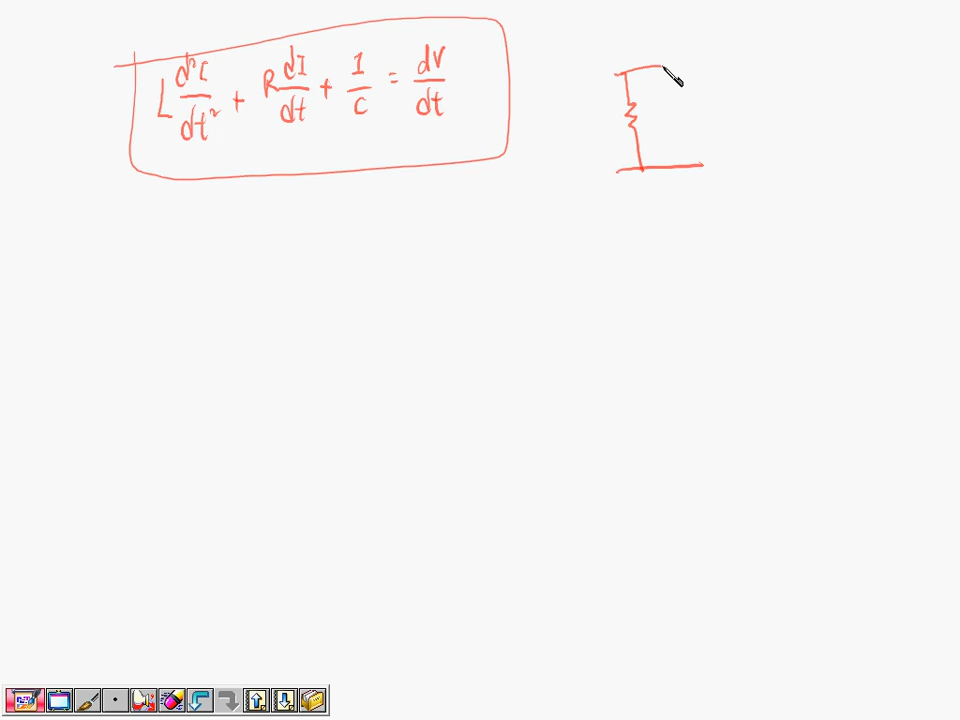 L d²I/dt² + R dI/dt + 1/C = dV/dt